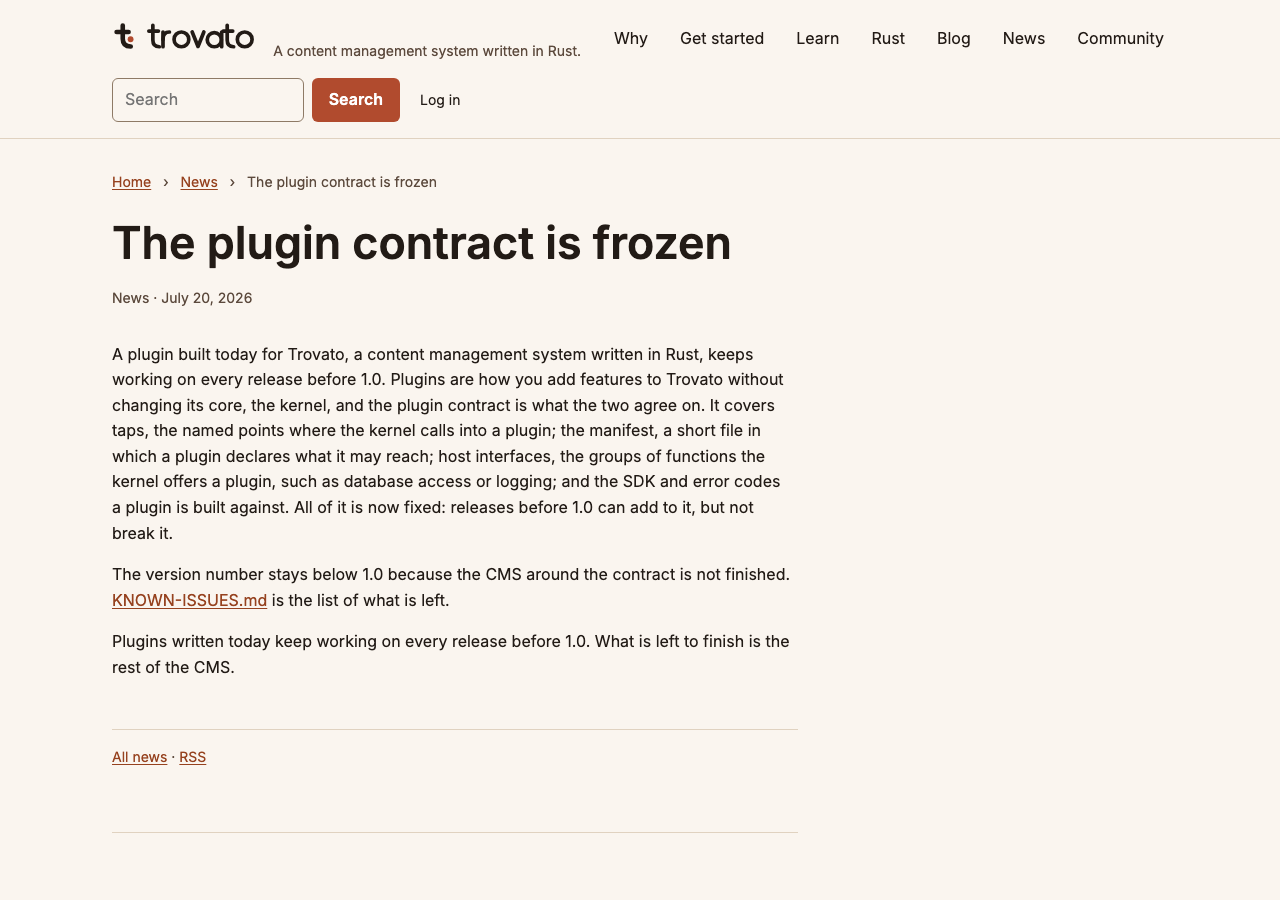 t trovato
A content management system written in Rust.
Why
Get started
Learn
Rust
Blog
News
Community
Search
Search
Log in
Home › News › The plugin contract is frozen
The plugin contract is frozen
News · July 20, 2026
A plugin built today for Trovato, a content management system written in Rust, keeps
working on every release before 1.0. Plugins are how you add features to Trovato without
changing its core, the kernel, and the plugin contract is what the two agree on. It covers
taps, the named points where the kernel calls into a plugin; the manifest, a short file in
which a plugin declares what it may reach; host interfaces, the groups of functions the
kernel offers a plugin, such as database access or logging; and the SDK and error codes
a plugin is built against. All of it is now fixed: releases before 1.0 can add to it, but not
break it.
The version number stays below 1.0 because the CMS around the contract is not finished.
KNOWN-ISSUES.md is the list of what is left.
Plugins written today keep working on every release before 1.0. What is left to finish is the
rest of the CMS.
All news · RSS